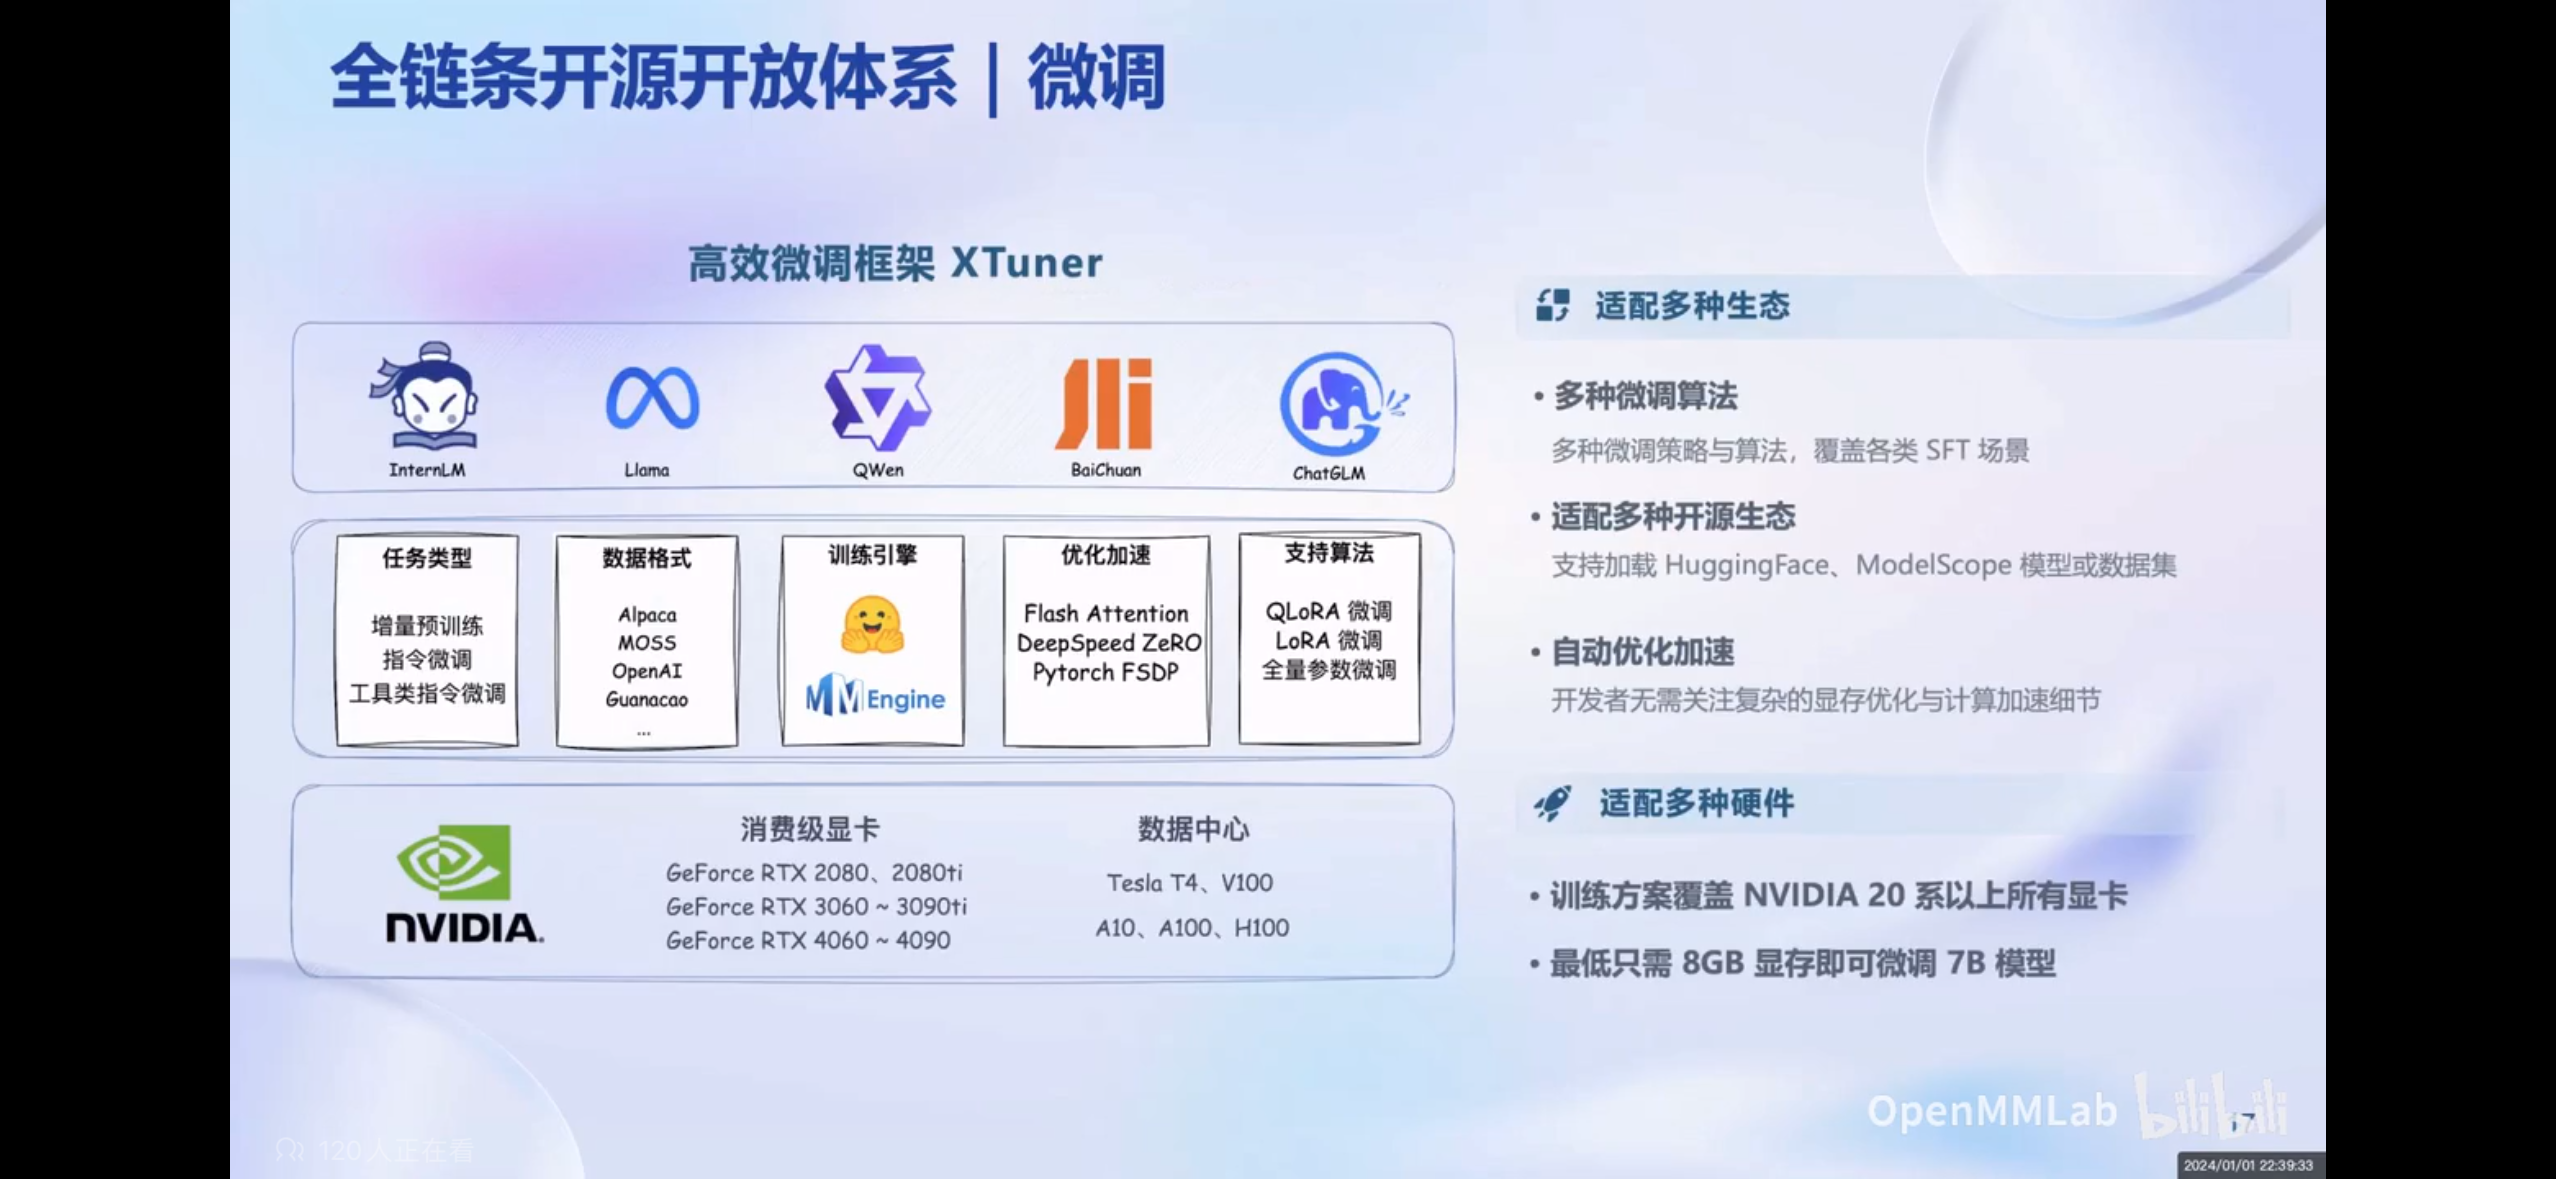 全链条开源开放体系 | 微调
高效微调框架 XTuner
InternLM
Llama
QWen
BaiChuan
ChatGLM
任务类型
增量预训练
指令微调
工具类指令微调
数据格式
Alpaca
MOSS
OpenAI
Guanacao
...
训练引擎
MMEngine
优化加速
Flash Attention
DeepSpeed ZeRO
Pytorch FSDP
支持算法
QLoRA 微调
LoRA 微调
全量参数微调
NVIDIA.
消费级显卡
GeForce RTX 2080、2080ti
GeForce RTX 3060 ~ 3090ti
GeForce RTX 4060 ~ 4090
数据中心
Tesla T4、V100
A10、A100、H100
适配多种生态
• 多种微调算法
多种微调策略与算法，覆盖各类 SFT 场景
• 适配多种开源生态
支持加载 HuggingFace、ModelScope 模型或数据集
• 自动优化加速
开发者无需关注复杂的显存优化与计算加速细节
适配多种硬件
• 训练方案覆盖 NVIDIA 20 系以上所有显卡
• 最低只需 8GB 显存即可微调 7B 模型
OpenMMLab bilibili
17
120人正在看
2024/01/01 22:39:33